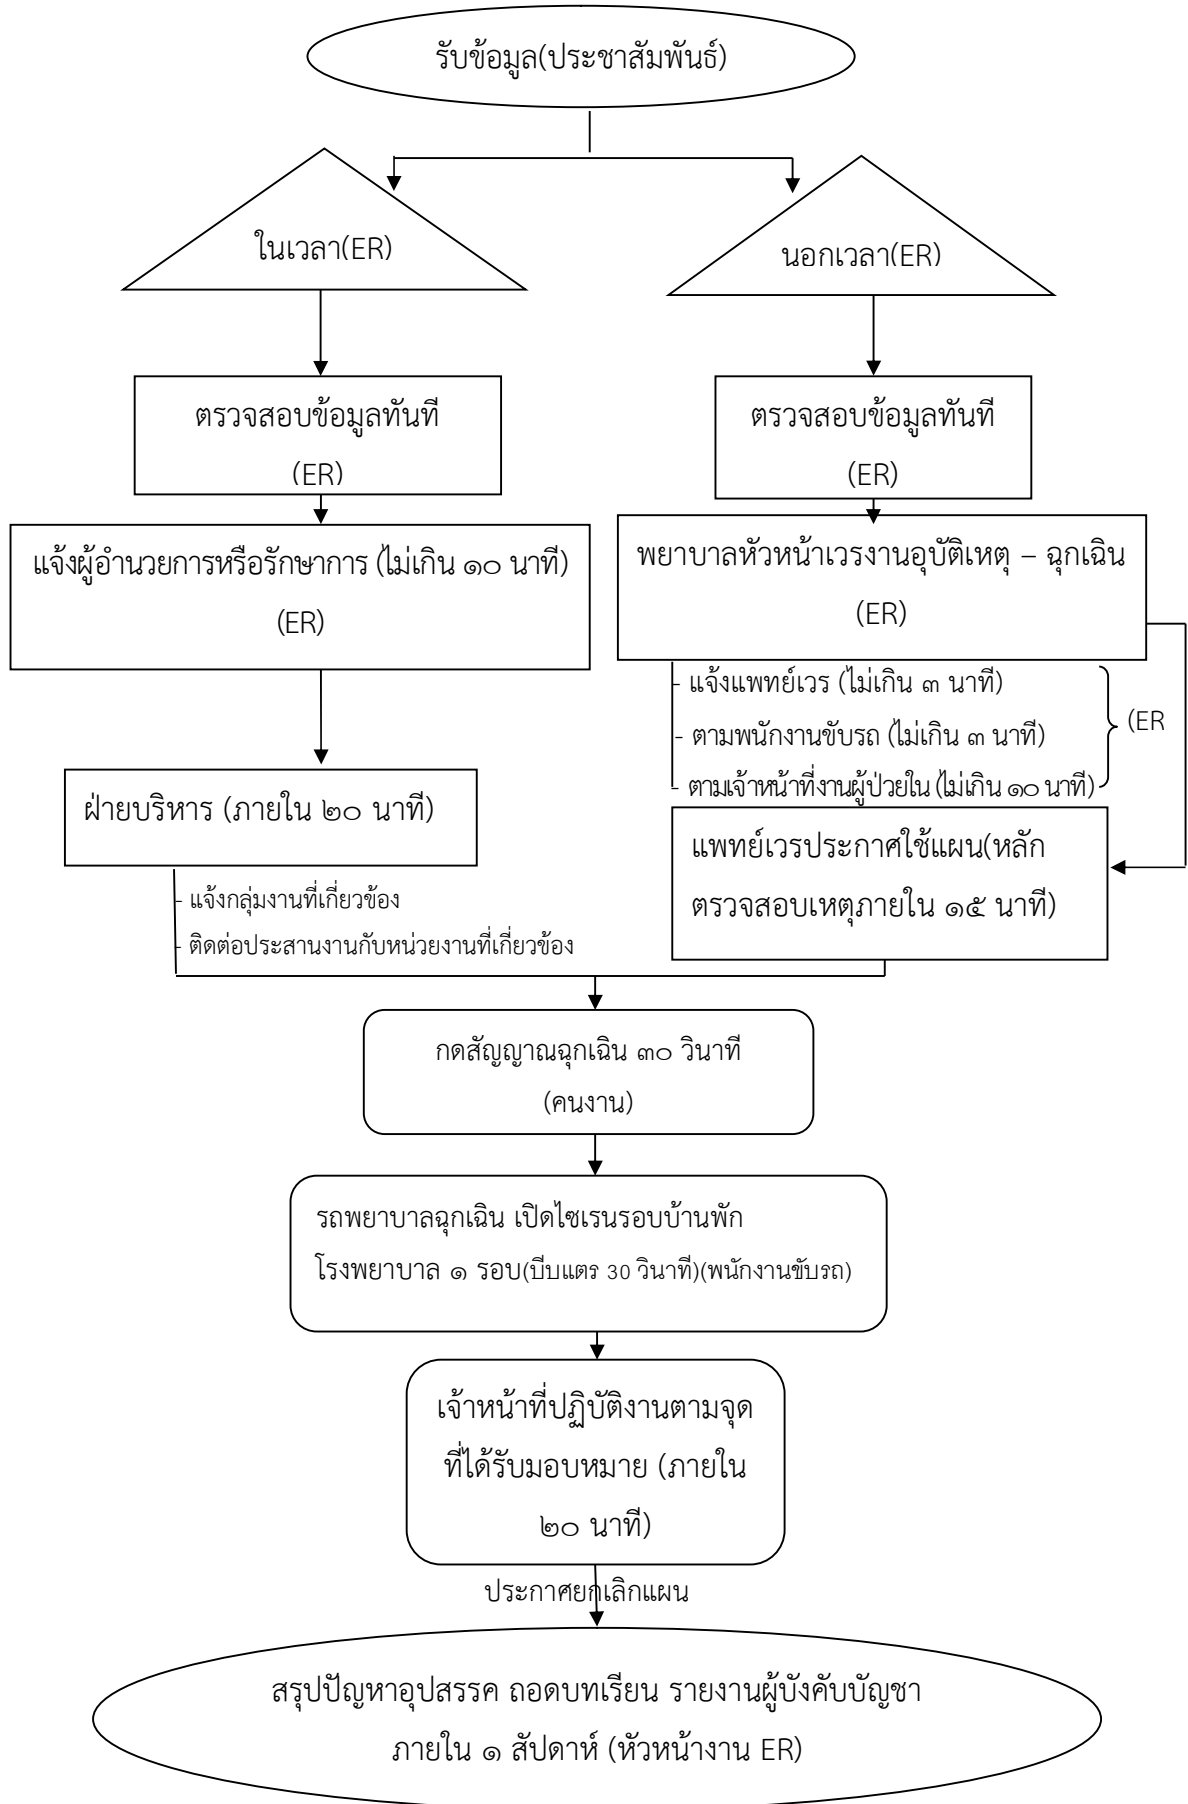 รับข้อมูล(ประชาสัมพันธ์)
ในเวลา(ER)
นอกเวลา(ER)
ตรวจสอบข้อมูลทันที
(ER)
ตรวจสอบข้อมูลทันที
(ER)
แจ้งผู้อำนวยการหรือรักษาการ (ไม่เกิน ๑๐ นาที)
(ER)
พยาบาลหัวหน้าเวรงานอุบัติเหตุ – ฉุกเฉิน
(ER)
- แจ้งแพทย์เวร (ไม่เกิน ๓ นาที)
- ตามพนักงานขับรถ (ไม่เกิน ๓ นาที)
- ตามเจ้าหน้าที่งานผู้ป่วยใน (ไม่เกิน ๑๐ นาที)
(ER
ฝ่ายบริหาร (ภายใน ๒๐ นาที)
- แจ้งกลุ่มงานที่เกี่ยวข้อง
- ติดต่อประสานงานกับหน่วยงานที่เกี่ยวข้อง
แพทย์เวรประกาศใช้แผน(หลัก
ตรวจสอบเหตุภายใน ๑๕ นาที)
กดสัญญาณฉุกเฉิน ๓๐ วินาที
(คนงาน)
รถพยาบาลฉุกเฉิน เปิดไซเรนรอบบ้านพัก
โรงพยาบาล ๑ รอบ(บีบแตร 30 วินาที)(พนักงานขับรถ)
เจ้าหน้าที่ปฏิบัติงานตามจุด
ที่ได้รับมอบหมาย (ภายใน
๒๐ นาที)
ประกาศยกเลิกแผน
สรุปปัญหาอุปสรรค ถอดบทเรียน รายงานผู้บังคับบัญชา
ภายใน ๑ สัปดาห์ (หัวหน้างาน ER)